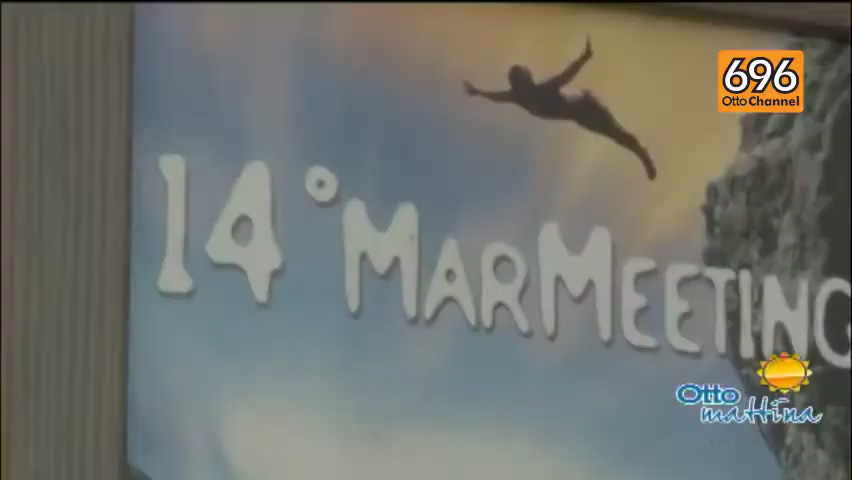 696
Otto Channel
14° MARMEETING
Otto
mattina